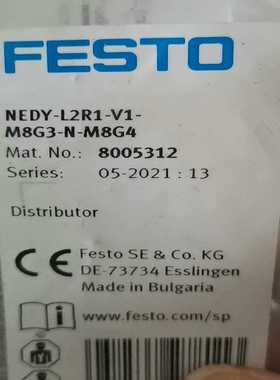 FESTO
NEDY-L2R1-V1-
M8G3-N-M8G4
Mat. No.: 8005312
Series: 05-2021 : 13
Distributor
CE Festo SE & Co. KG
DE-73734 Esslingen
Made in Bulgaria
www.festo.com/sp